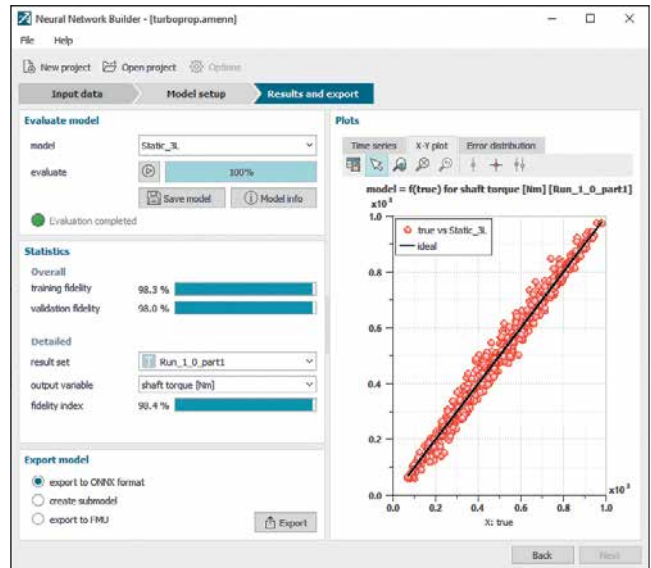 Neural Network Builder - [turboprop.amenn]
File Help
New project Open project Options
Input data Model setup Results and export
Evaluate model
model Static_3L
evaluate 100%
Save model Model info
Evaluation completed
Statistics
Overall
training fidelity 98.3 %
validation fidelity 98.0 %
Detailed
result set T Run_1_0_part1
output variable shaft torque [Nm]
fidelity index 98.4 %
Export model
export to ONNX format
create submodel
export to FMU
Export
Plots
Time series X-Y plot Error distribution
model = f(true) for shaft torque [Nm] [Run_1_0_part1]
x10³
1.0
true vs Static_3L
ideal
0.8
0.6
0.4
0.2
0.0
x10³
0.0 0.2 0.4 0.6 0.8 1.0
X: true
Back Next